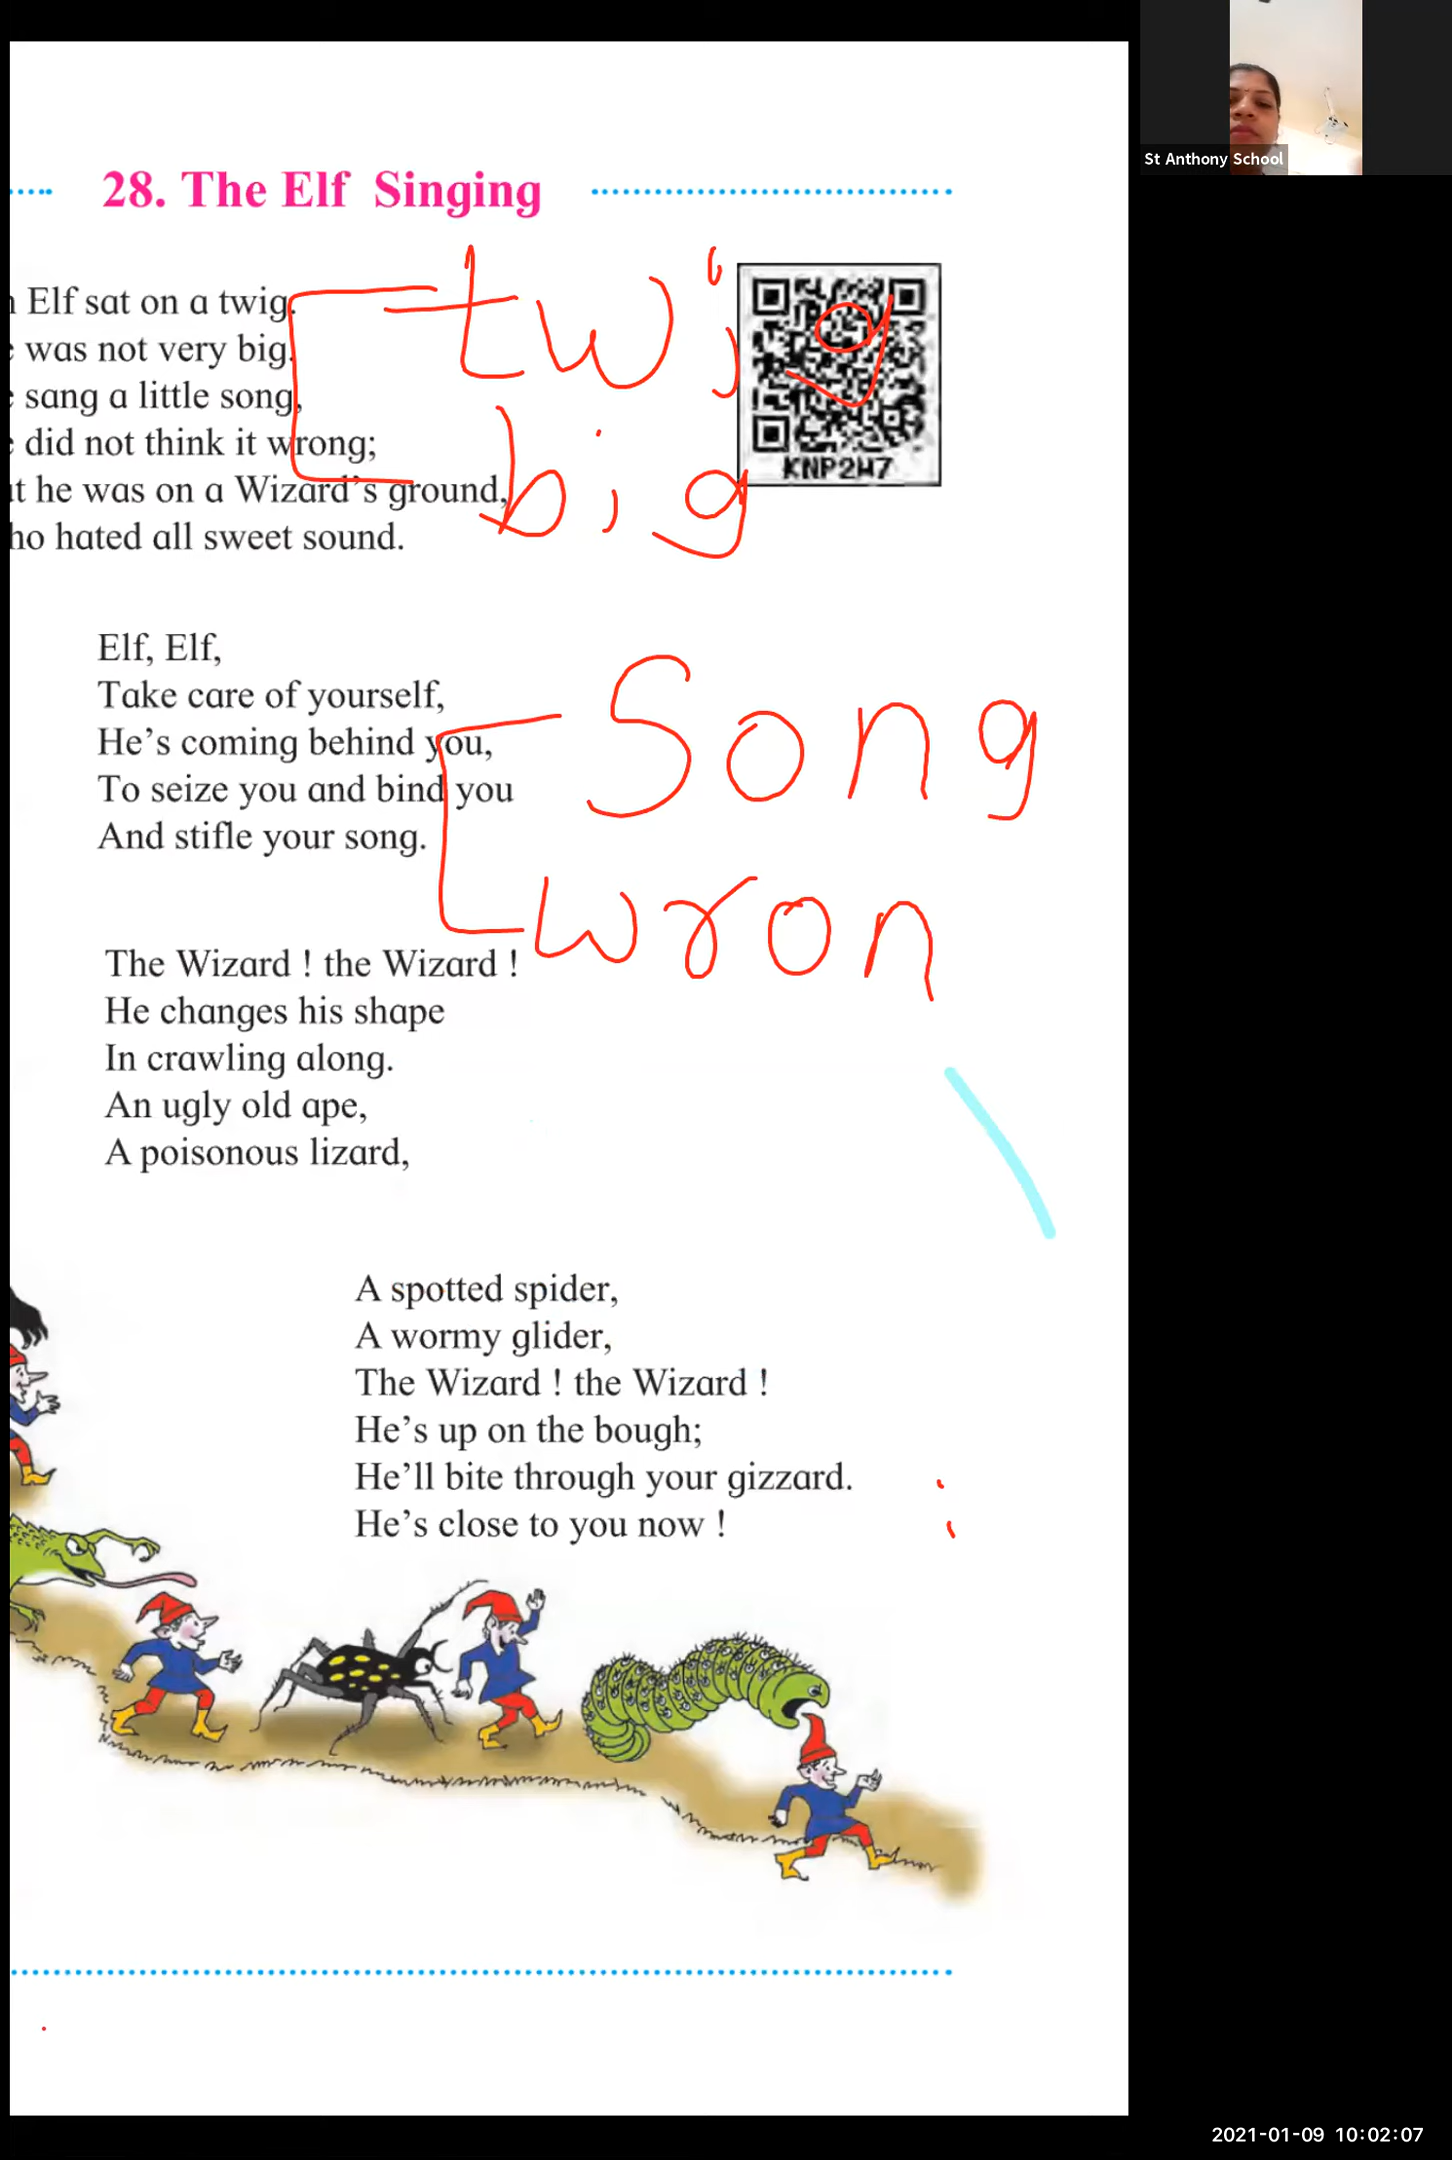 St Anthony School
28. The Elf Singing
Elf sat on a twig.
was not very big.
sang a little song,
did not think it wrong;
he was on a Wizard's ground,
hated all sweet sound.
twig
big
KNP2W7
Elf, Elf,
Take care of yourself,
He's coming behind you,
To seize you and bind you
And stifle your song.
Song
wron
The Wizard ! the Wizard !
He changes his shape
In crawling along.
An ugly old ape,
A poisonous lizard,
A spotted spider,
A wormy glider,
The Wizard ! the Wizard !
He's up on the bough;
He'll bite through your gizzard.
He's close to you now !
2021-01-09 10:02:07